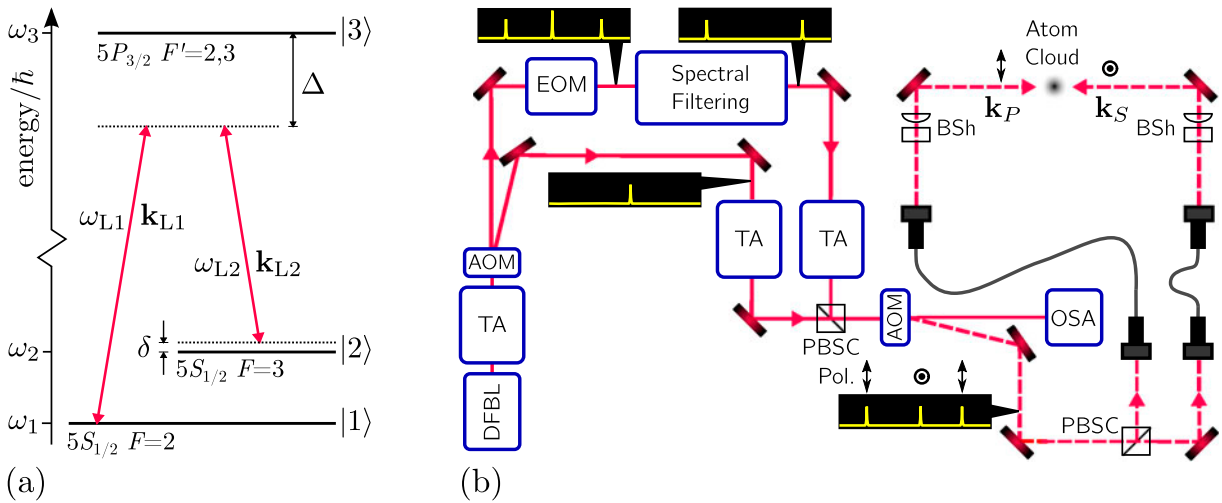 ω3
|3⟩
5P3/2 F′=2,3
Δ
energy/ℏ
ωL1 kL1
ωL2 kL2
δ
ω2
|2⟩
5S1/2 F=3
ω1
|1⟩
5S1/2 F=2
(a)
EOM
Spectral
Filtering
Atom
Cloud
kP
kS
BSh
BSh
TA
TA
AOM
TA
DFBL
PBSC
AOM
OSA
Pol.
PBSC
(b)